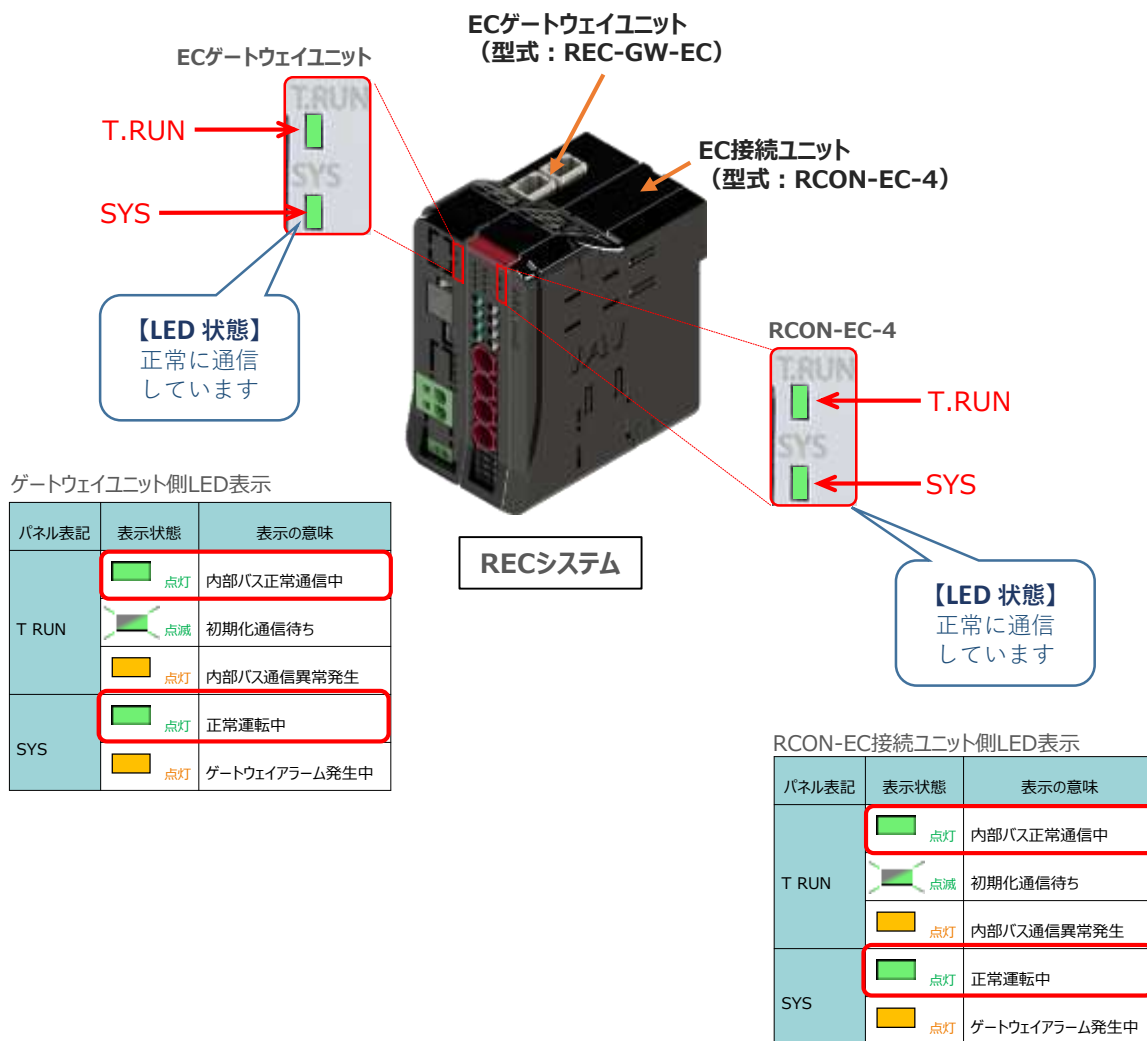 ECゲートウェイユニット
（型式：REC-GW-EC）
ECゲートウェイユニット
T.RUN
T.RUN
SYS
SYS
EC接続ユニット
（型式：RCON-EC-4）
【LED 状態】
正常に通信
しています
RCON-EC-4
T.RUN
T.RUN
SYS
SYS
RECシステム
【LED 状態】
正常に通信
しています
ゲートウェイユニット側LED表示
パネル表記 表示状態 表示の意味
T RUN
点灯 内部バス正常通信中
点滅 初期化通信待ち
点灯 内部バス通信異常発生
SYS
点灯 正常運転中
点灯 ゲートウェイアラーム発生中
RCON-EC接続ユニット側LED表示
パネル表記 表示状態 表示の意味
T RUN
点灯 内部バス正常通信中
点滅 初期化通信待ち
点灯 内部バス通信異常発生
SYS
点灯 正常運転中
点灯 ゲートウェイアラーム発生中